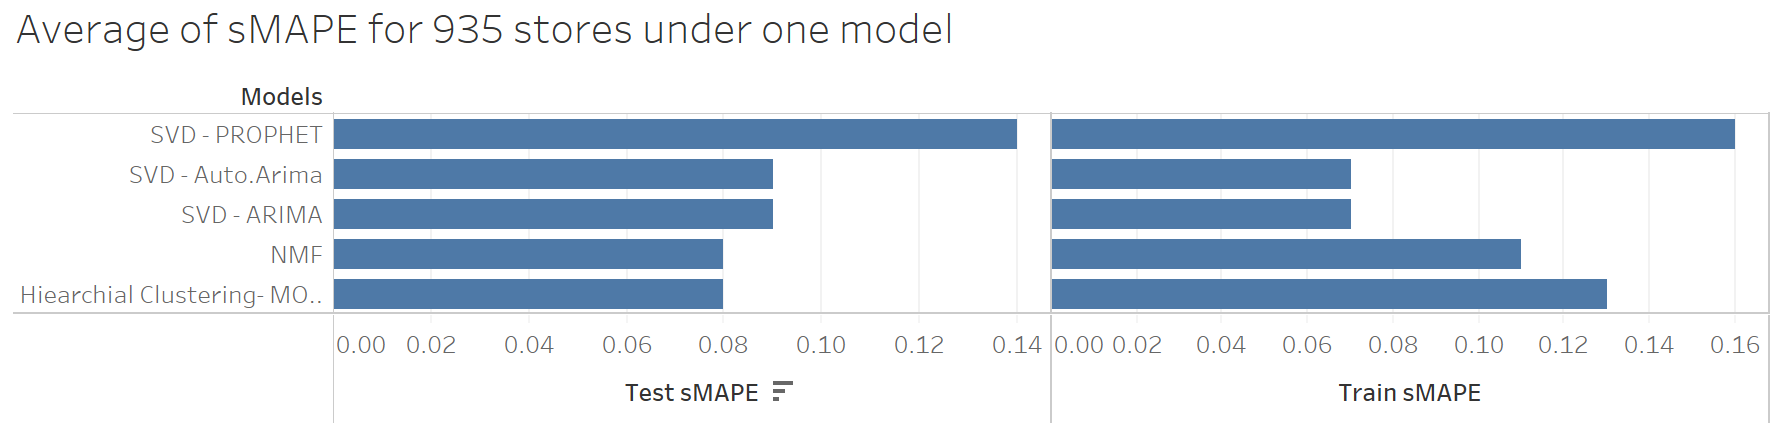 Average of sMAPE for 935 stores under one model
Models
SVD - PROPHET
SVD - Auto.Arima
SVD - ARIMA
NMF
Hiearchial Clustering- MO..
0.00 0.02 0.04 0.06 0.08 0.10 0.12 0.14 0.00 0.02 0.04 0.06 0.08 0.10 0.12 0.14 0.16
Test sMAPE Train sMAPE